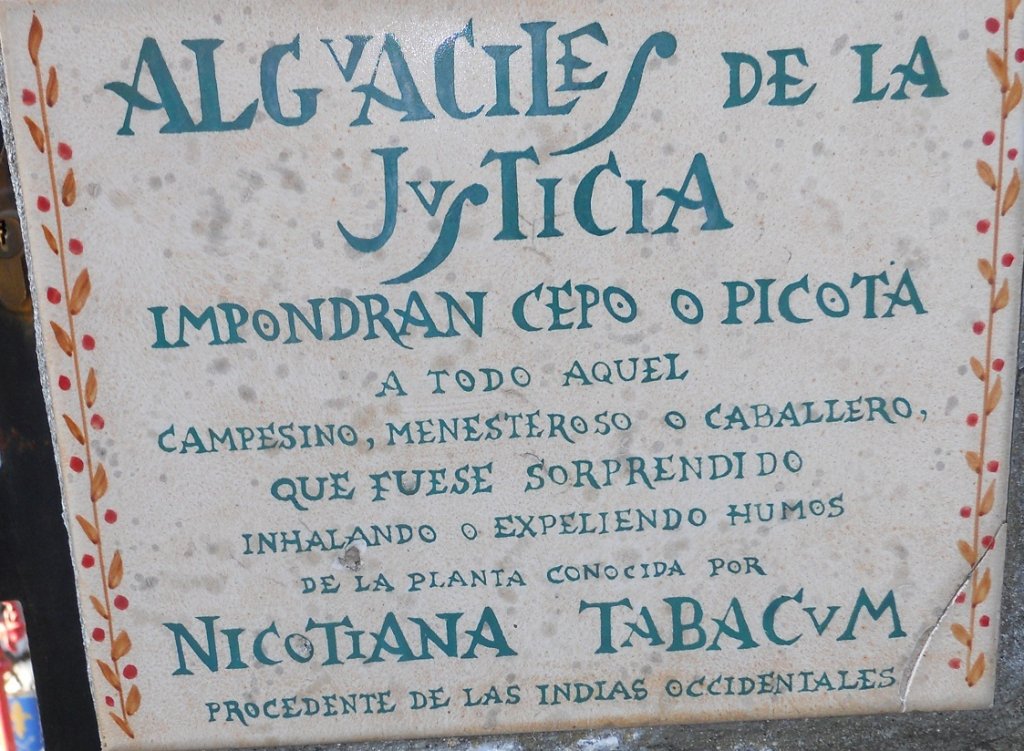 ALGVACILES DE LA
JVSTICIA
IMPONDRAN CEPO O PICOTA
A TODO AQUEL
CAMPESINO, MENESTEROSO O CABALLERO,
QUE FUESE SORPRENDIDO
INHALANDO O EXPELIENDO HUMOS
DE LA PLANTA CONOCIDA POR
NICOTIANA TABACVM
PROCEDENTE DE LAS INDIAS OCCIDENTALES